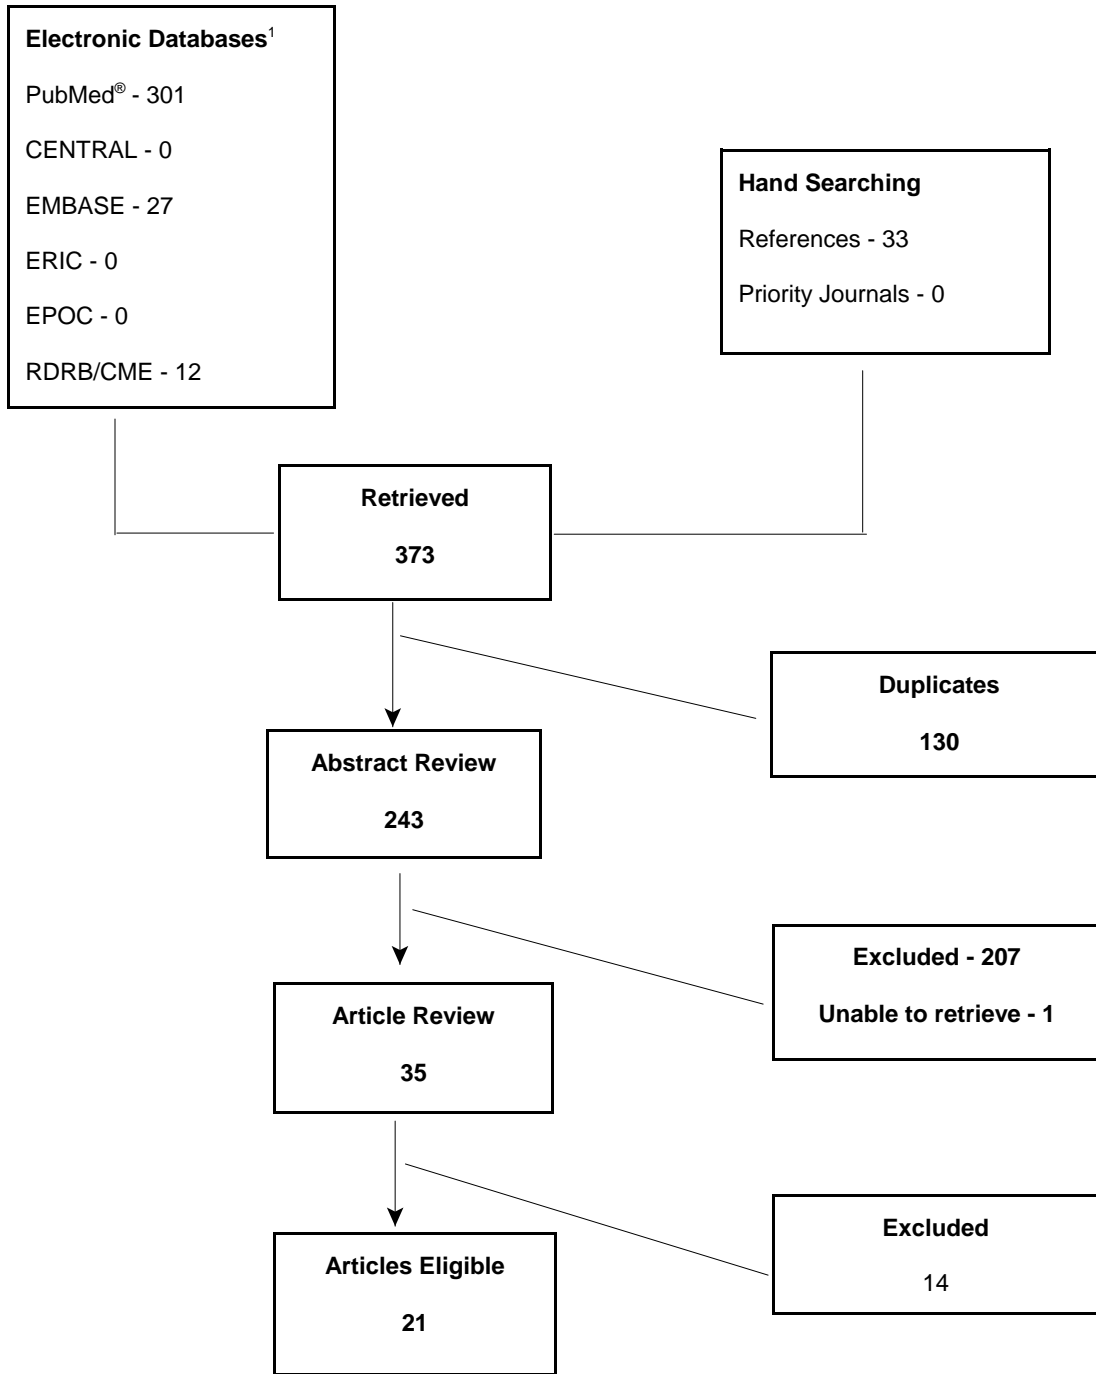 Electronic Databases¹
PubMed® - 301
CENTRAL - 0
EMBASE - 27
ERIC - 0
EPOC - 0
RDRB/CME - 12
Hand Searching
References - 33
Priority Journals - 0
Retrieved
373
Duplicates
130
Abstract Review
243
Excluded - 207
Unable to retrieve - 1
Article Review
35
Excluded
14
Articles Eligible
21